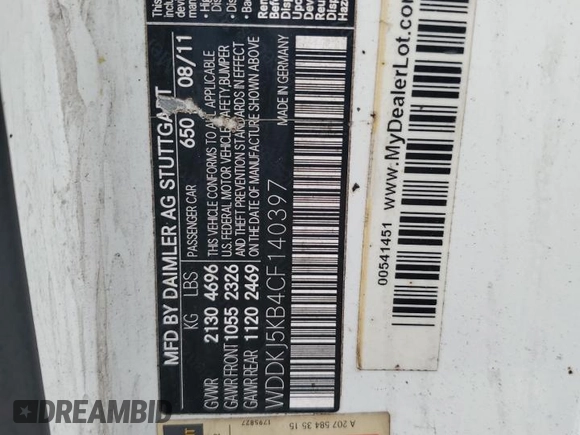 MFD BY DAIMLER AG STUTTGART
KG LBS PASSENGER CAR 650 08/11
GVWR 2130 4696 THIS VEHICLE CONFORMS TO ALL APPLICABLE
GAWR FRONT 1055 2326 U.S. FEDERAL MOTOR VEHICLE SAFETY, BUMPER
GAWR REAR 1120 2469 AND THEFT PREVENTION STANDARDS IN EFFECT
ON THE DATE OF MANUFACTURE SHOWN ABOVE
MADE IN GERMANY
WDDKJ5KB4CF140397
00541451
www.MyDealerLot.com
A 207 584 35 15
DREAMBID